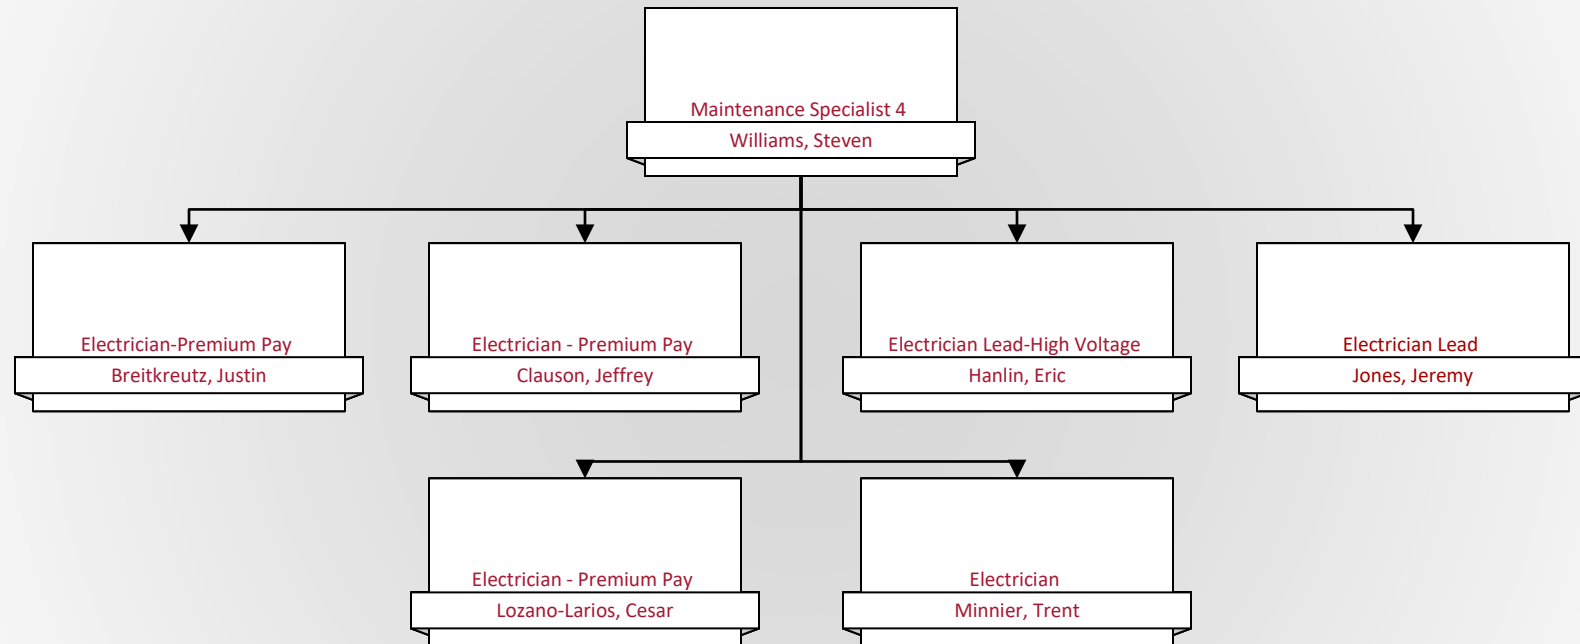 Maintenance Specialist 4
Williams, Steven
Electrician-Premium Pay
Breitkreutz, Justin
Electrician - Premium Pay
Clauson, Jeffrey
Electrician Lead-High Voltage
Hanlin, Eric
Electrician Lead
Jones, Jeremy
Electrician - Premium Pay
Lozano-Larios, Cesar
Electrician
Minnier, Trent